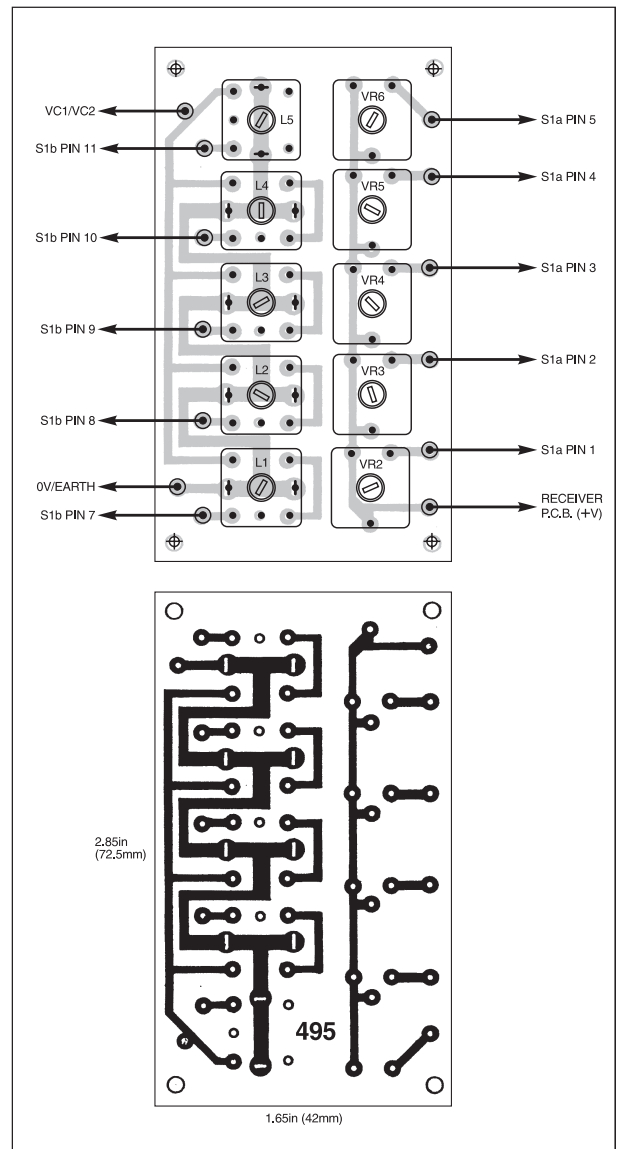 VR6
VC1/VC2
L5
S1a PIN 5
S1b PIN 11
L4
VR5
S1a PIN 4
S1b PIN 10
L3
VR4
S1a PIN 3
S1b PIN 9
L2
VR3
S1a PIN 2
S1b PIN 8
L1
VR2
S1a PIN 1
0V/EARTH
RECEIVER
P.C.B. (+V)
S1b PIN 7
2.85in
(72.5mm)
495
1.65in (42mm)